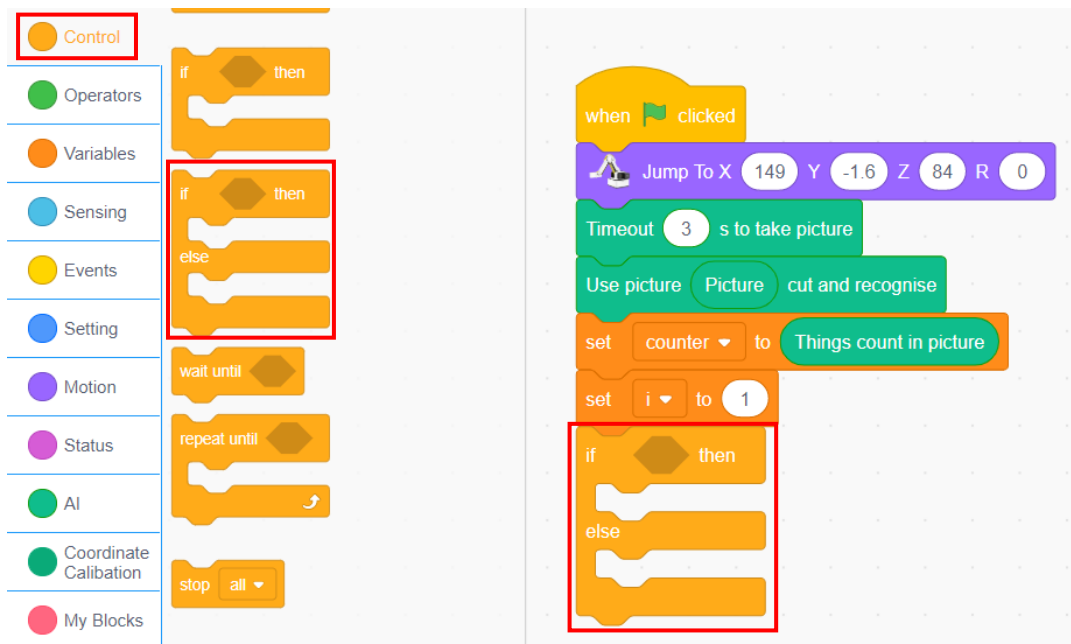 Control
Operators
Variables
Sensing
Events
Setting
Motion
Status
AI
Coordinate
Calibation
My Blocks
if then
if then
else
wait until
repeat until
stop all
when clicked
Jump To X 149 Y -1.6 Z 84 R 0
Timeout 3 s to take picture
Use picture Picture cut and recognise
set counter to Things count in picture
set i to 1
if then
else